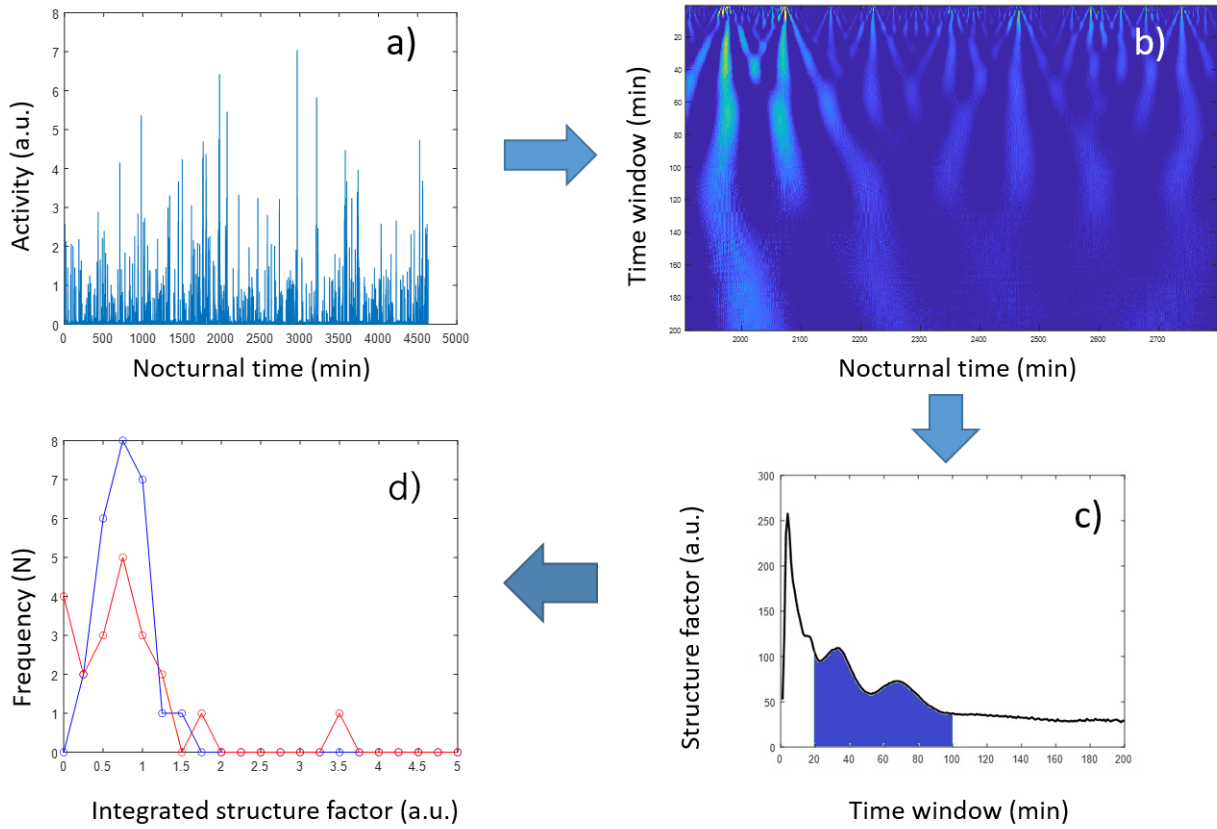 a)
8
7
6
5
4
3
2
1
0
Activity (a.u.)
0 500 1000 1500 2000 2500 3000 3500 4000 4500 5000
Nocturnal time (min)
b)
20
40
60
80
100
120
140
160
180
200
Time window (min)
2000 2100 2200 2300 2400 2500 2600 2700
Nocturnal time (min)
c)
300
250
200
150
100
50
0
Structure factor (a.u.)
0 20 40 60 80 100 120 140 160 180 200
Time window (min)
d)
8
7
6
5
4
3
2
1
0
Frequency (N)
0 0.5 1 1.5 2 2.5 3 3.5 4 4.5 5
Integrated structure factor (a.u.)